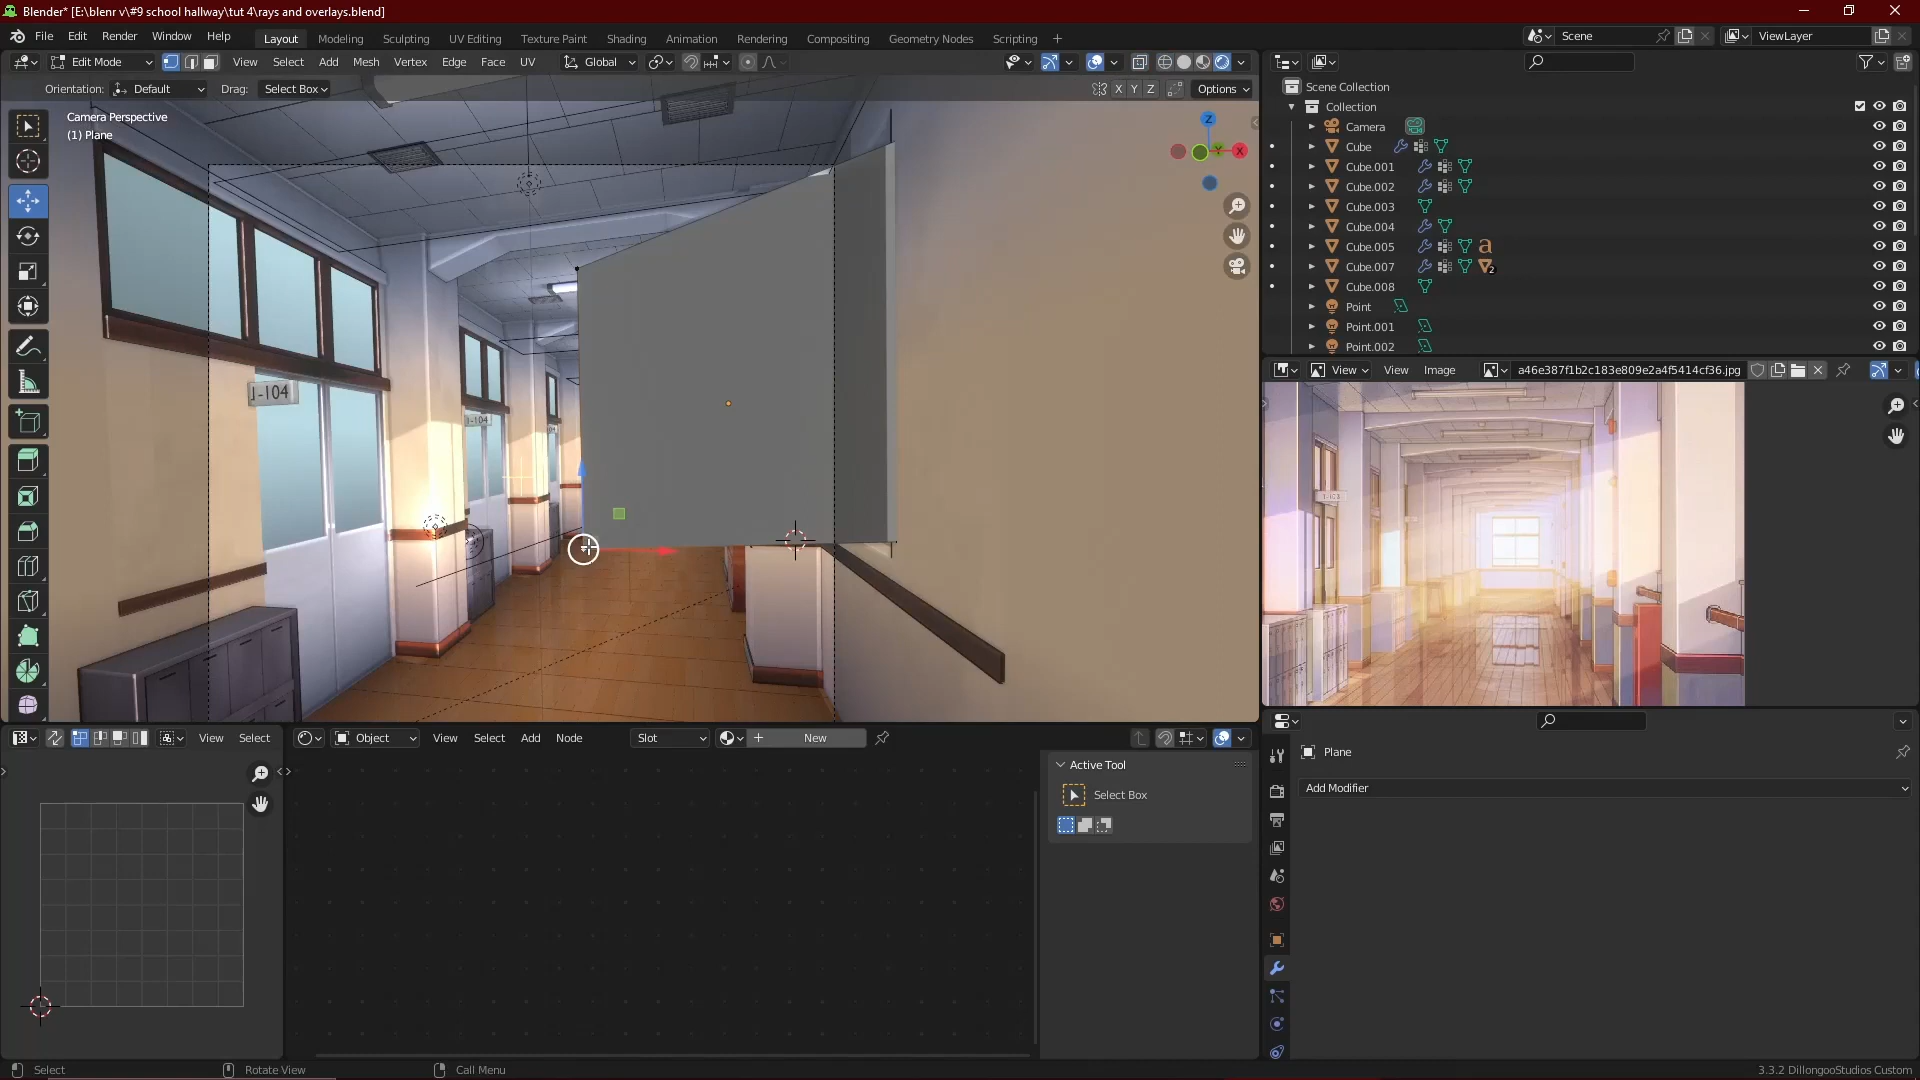 Blender* [E:\blenr v\#9 school hallway\tut 4\rays and overlays.blend]
File Edit Render Window Help
Layout Modeling Sculpting UV Editing Texture Paint Shading Animation Rendering Compositing Geometry Nodes Scripting
Scene
ViewLayer
Edit Mode View Select Add Mesh Vertex Edge Face UV Global
Orientation: Default Drag: Select Box X Y Z Options
Camera Perspective
(1) Plane
Z
X
J-104
Scene Collection
Collection
Camera
Cube
Cube.001
Cube.002
Cube.003
Cube.004
Cube.005
Cube.007 2
Cube.008
Point
Point.001
Point.002
View View Image a46e387f1b2c183e809e2a4f5414cf36.jpg
Plane
Add Modifier
View Select
Object View Select Add Node Slot New
Active Tool
Select Box
Select Rotate View Call Menu
3.3.2 DillongooStudios Custom